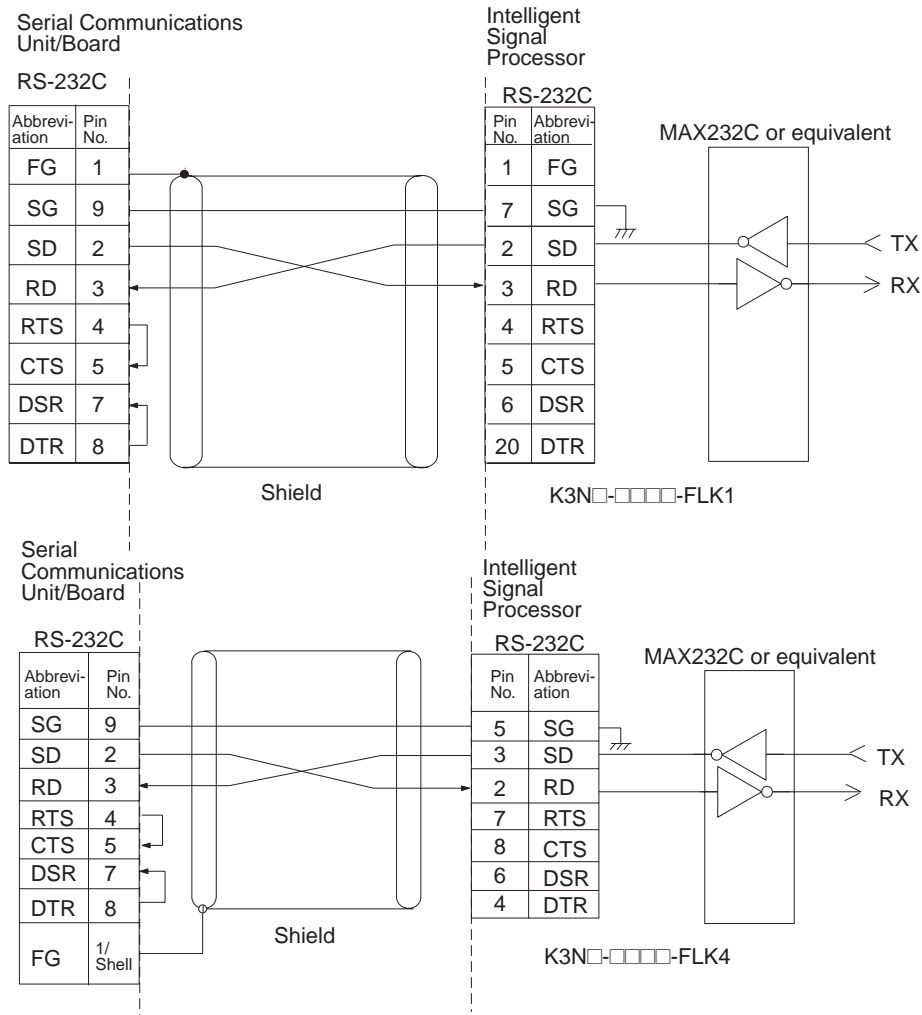 Serial Communications
Unit/Board
RS-232C
Abbrevi-
ation
Pin
No.
FG 1
SG 9
SD 2
RD 3
RTS 4
CTS 5
DSR 7
DTR 8
Shield
Intelligent
Signal
Processor
RS-232C
Pin
No.
Abbrevi-
ation
1 FG
7 SG
2 SD
3 RD
4 RTS
5 CTS
6 DSR
20 DTR
MAX232C or equivalent
TX
RX
K3N□-□□□□-FLK1
Serial
Communications
Unit/Board
RS-232C
Abbrevi-
ation
Pin
No.
SG 9
SD 2
RD 3
RTS 4
CTS 5
DSR 7
DTR 8
FG 1/
Shell
Shield
Intelligent
Signal
Processor
RS-232C
Pin
No.
Abbrevi-
ation
5 SG
3 SD
2 RD
7 RTS
8 CTS
6 DSR
4 DTR
MAX232C or equivalent
TX
RX
K3N□-□□□□-FLK4